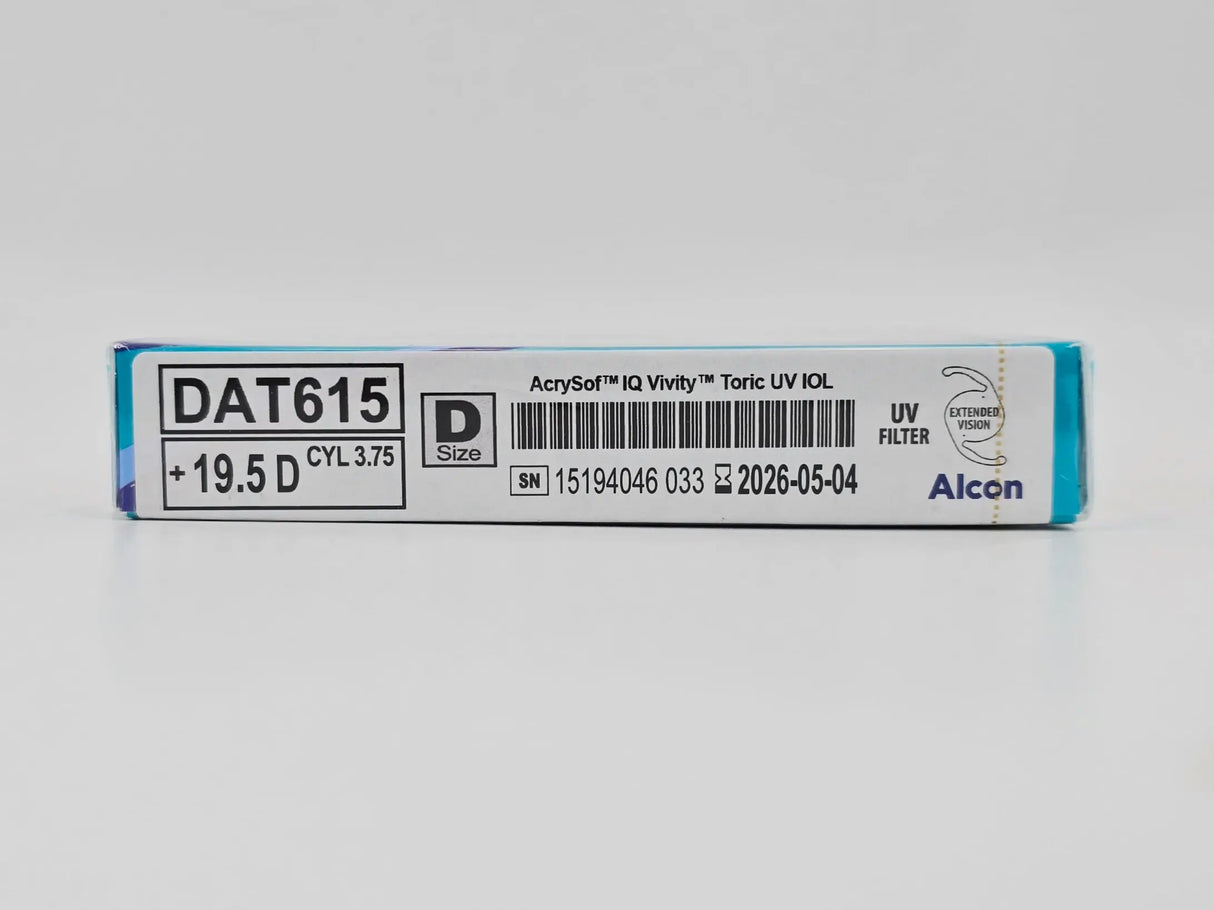 DAT615
+ 19.5 D CYL 3.75
D
Size
AcrySof™ IQ Vivity™ Toric UV IOL
SN 15194046 033 2026-05-04
UV
FILTER
EXTENDED
VISION
Alcon